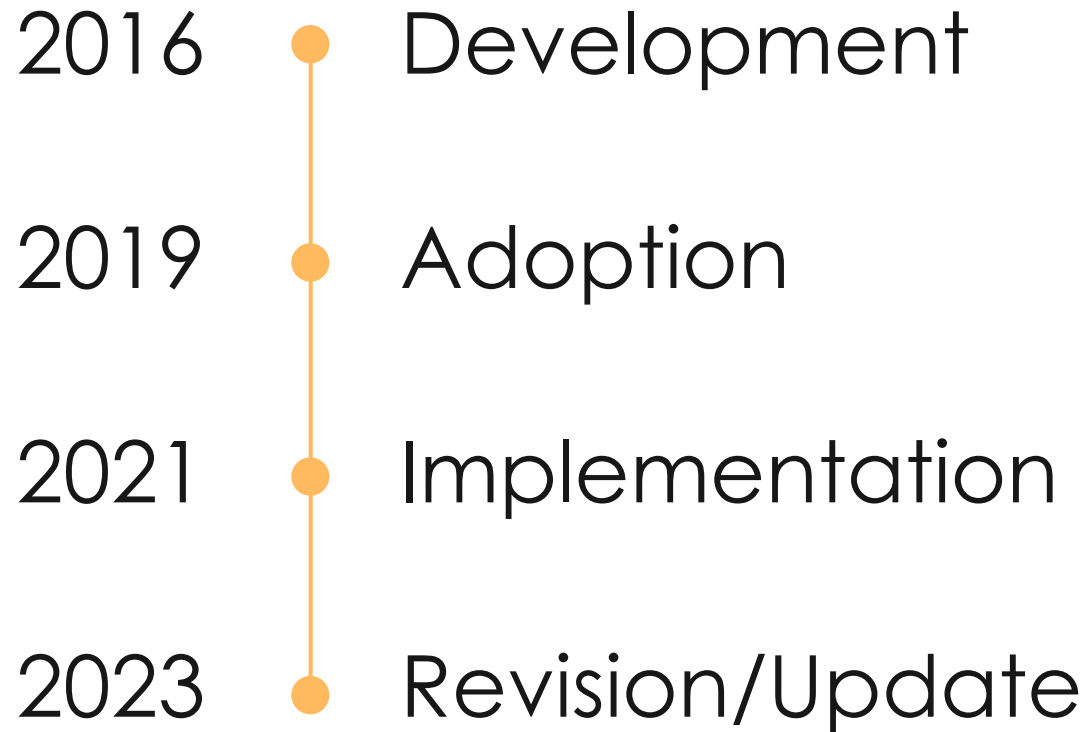 2016 Development
2019 Adoption
2021 Implementation
2023 Revision/Update